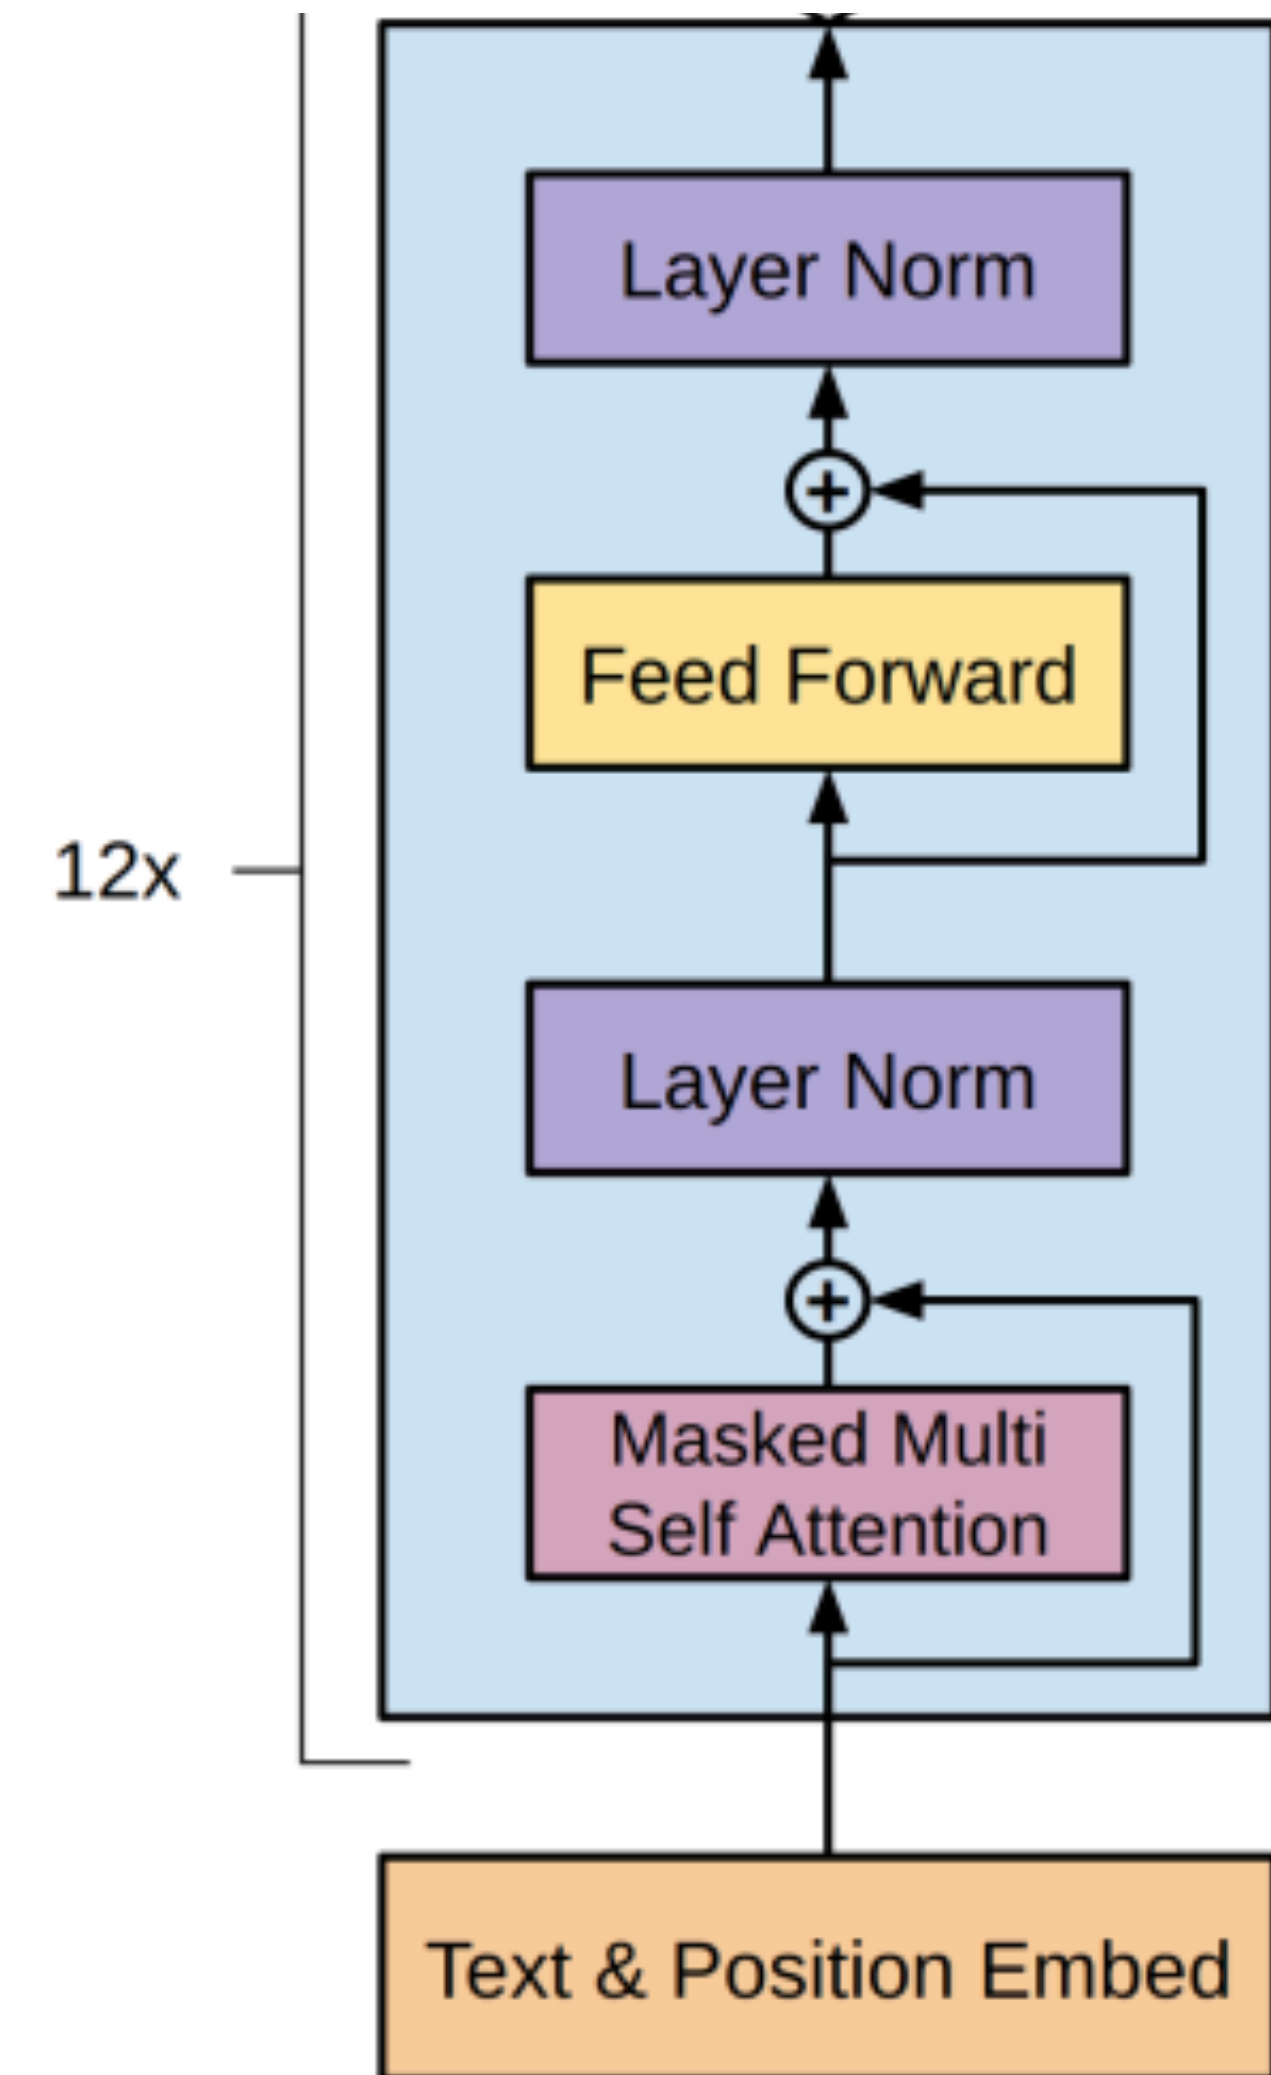 Layer Norm
+
Feed Forward
12x
Layer Norm
+
Masked Multi
Self Attention
Text & Position Embed